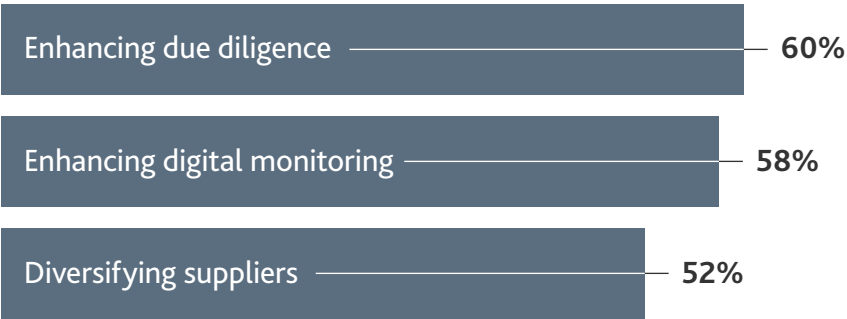 Enhancing due diligence 60%
Enhancing digital monitoring 58%
Diversifying suppliers 52%